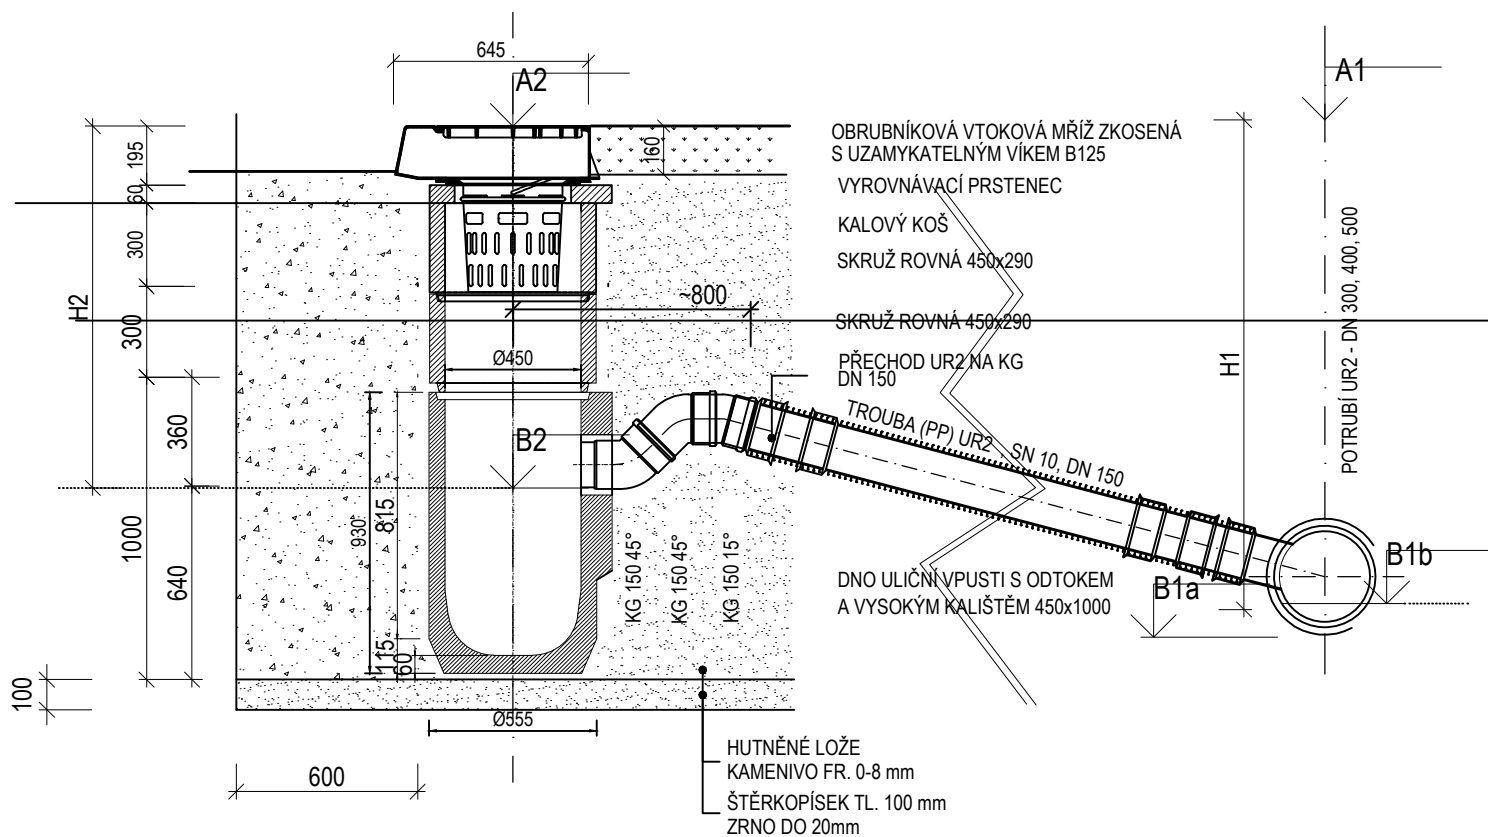 645
A2
A1
OBRUBNÍKOVÁ VTOKOVÁ MŘÍŽ ZKOSENÁ
S UZAMYKATELNÝM VÍKEM B125
195
160
VYROVNÁVACÍ PRSTENEC
60
KALOVÝ KOŠ
300
SKRUŽ ROVNÁ 450x290
H2
~800
SKRUŽ ROVNÁ 450x290
300
Ø450
PŘECHOD UR2 NA KG
DN 150
H1
POTRUBÍ UR2 - DN 300, 400, 500
360
B2
TROUBA (PP) UR2 SN 10, DN 150
1000
930
815
640
KG 150 45°
KG 150 45°
KG 150 15°
DNO ULIČNÍ VPUSTI S ODTOKEM
A VYSOKÝM KALIŠTĚM 450x1000
B1a
B1b
115
60
100
Ø555
600
HUTNĚNÉ LOŽE
KAMENIVO FR. 0-8 mm
ŠTĚRKOPÍSEK TL. 100 mm
ZRNO DO 20mm